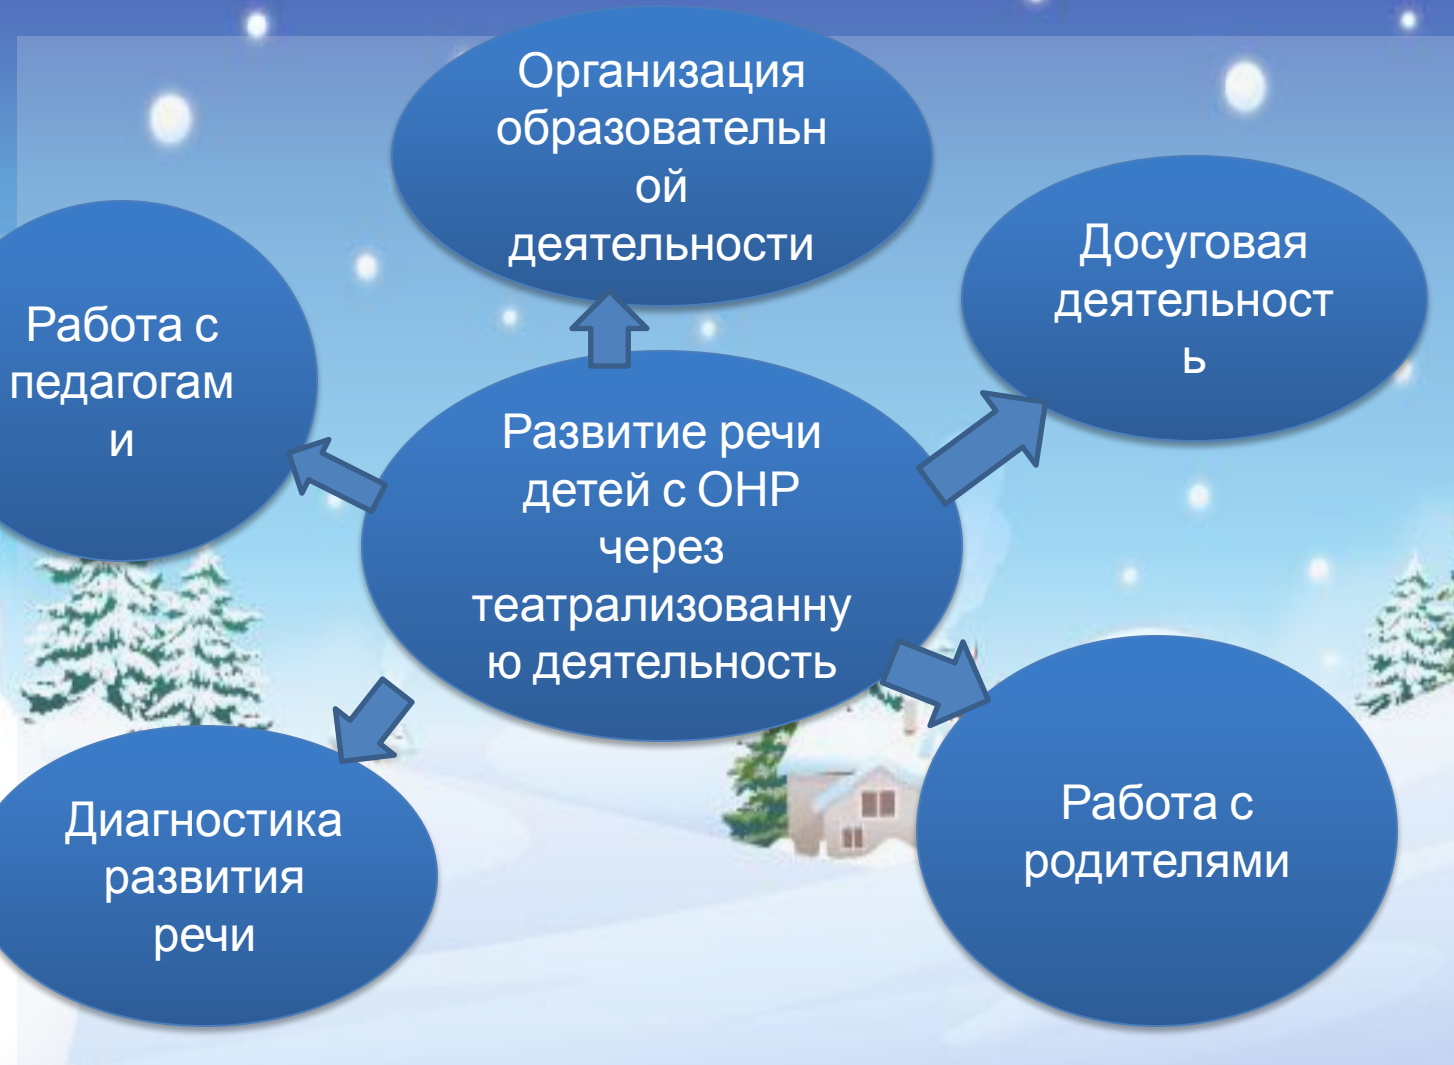 Организация
образовательн
ой
деятельности
Досуговая
деятельност
ь
Работа с
педагогам
и
Развитие речи
детей с ОНР
через
театрализованну
ю деятельность
Работа с
родителями
Диагностика
развития
речи